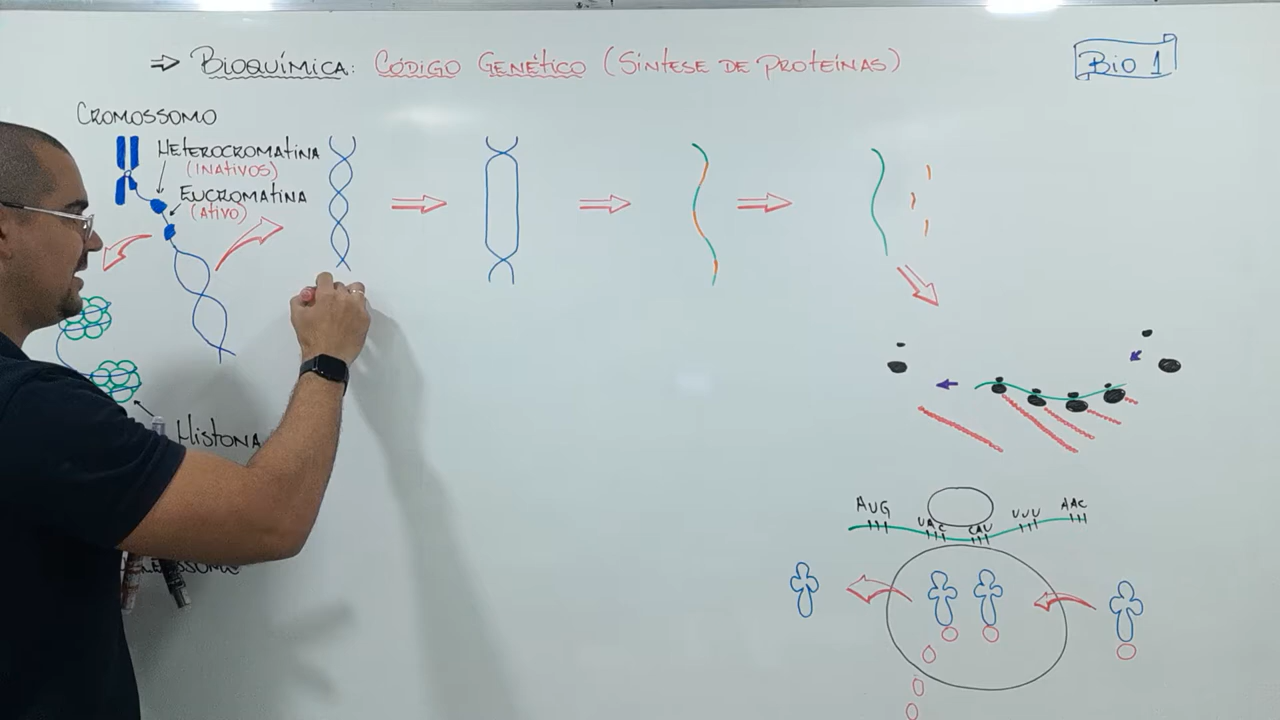 ⇒ BIOQUÍMICA: CÓDIGO GENÉTICO (SÍNTESE DE PROTEÍNAS)
BIO 1
CROMOSSOMO
HETEROCROMATINA
(INATIVOS)
EUCROMATINA
(ATIVO)
HISTONA
AUG UAC CAU UUU AAC